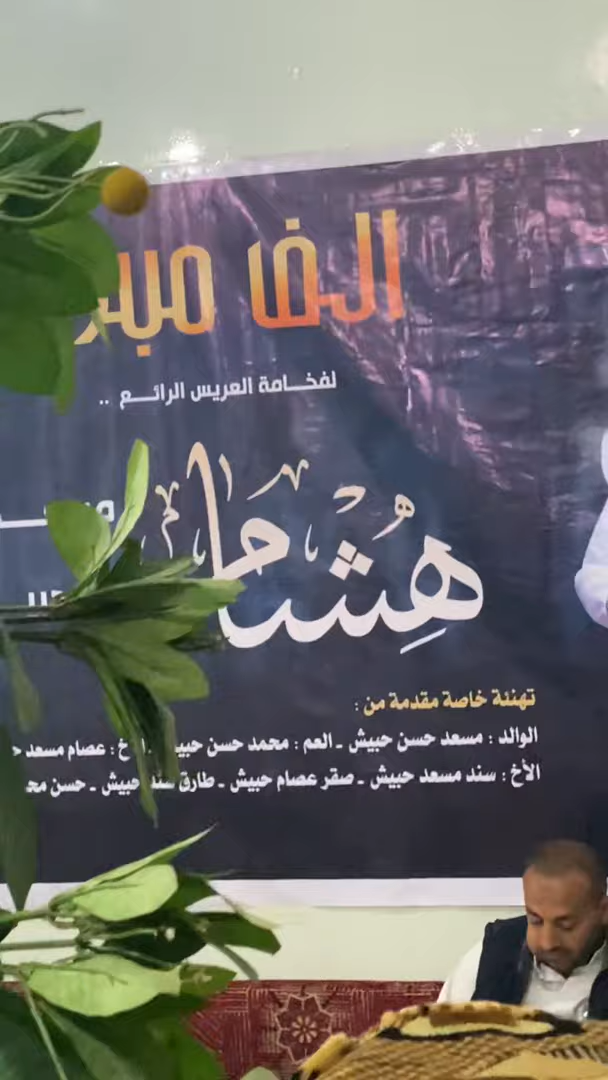 الف مبر
لفخامة العريس الرائع ..
هشام
تهنئة خاصة مقدمة من :
الوالد : مسعد حسن حبيش - العم : محمد حسن حبيش - الأخ : عصام مسعد
الأخ : سند مسعد حبيش - صقر عصام حبيش - طارق سند حبيش - حسن